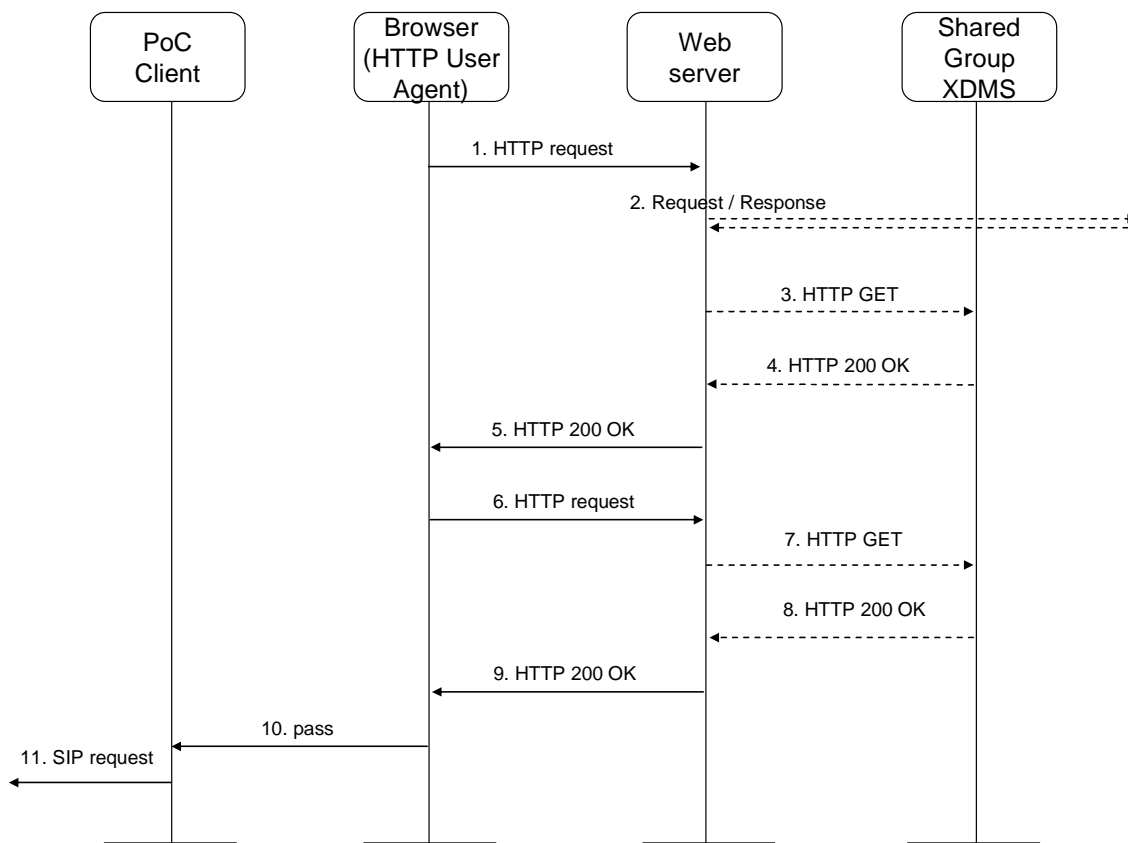 PoC
Client
Browser
(HTTP User
Agent)
Web
server
Shared
Group
XDMS
1. HTTP request
2. Request / Response
3. HTTP GET
4. HTTP 200 OK
5. HTTP 200 OK
6. HTTP request
7. HTTP GET
8. HTTP 200 OK
9. HTTP 200 OK
10. pass
11. SIP request